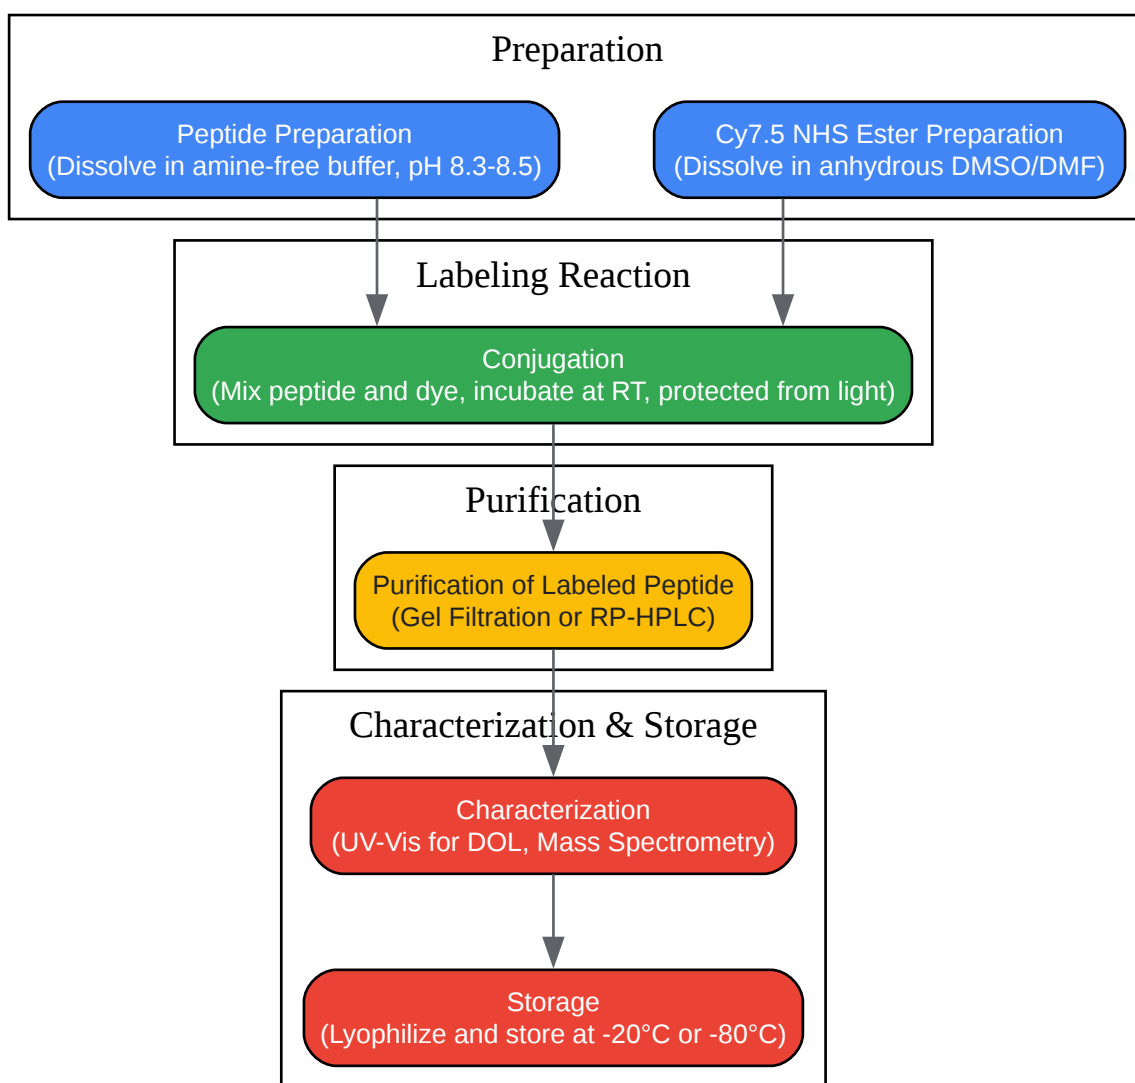 Preparation
Peptide Preparation
(Dissolve in amine-free buffer, pH 8.3-8.5)
Cy7.5 NHS Ester Preparation
(Dissolve in anhydrous DMSO/DMF)
Labeling Reaction
Conjugation
(Mix peptide and dye, incubate at RT, protected from light)
Purification
Purification of Labeled Peptide
(Gel Filtration or RP-HPLC)
Characterization & Storage
Characterization
(UV-Vis for DOL, Mass Spectrometry)
Storage
(Lyophilize and store at -20°C or -80°C)